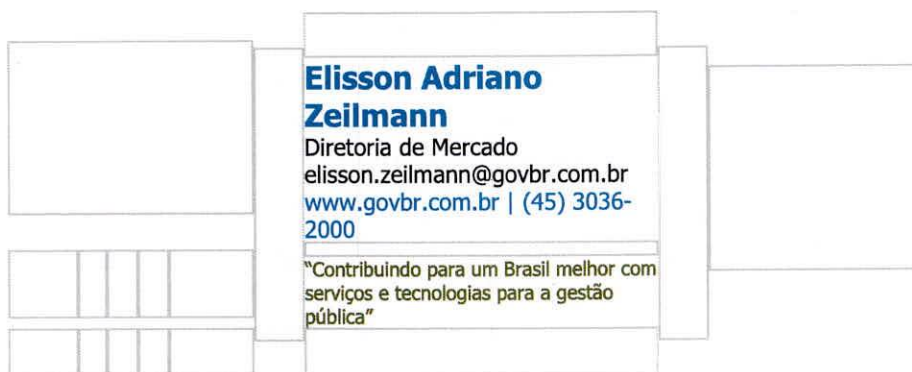 Elisson Adriano
Zeilmann
Diretoria de Mercado
elisson.zeilmann@govbr.com.br
www.govbr.com.br | (45) 3036-
2000
"Contribuindo para um Brasil melhor com
serviços e tecnologias para a gestão
pública"